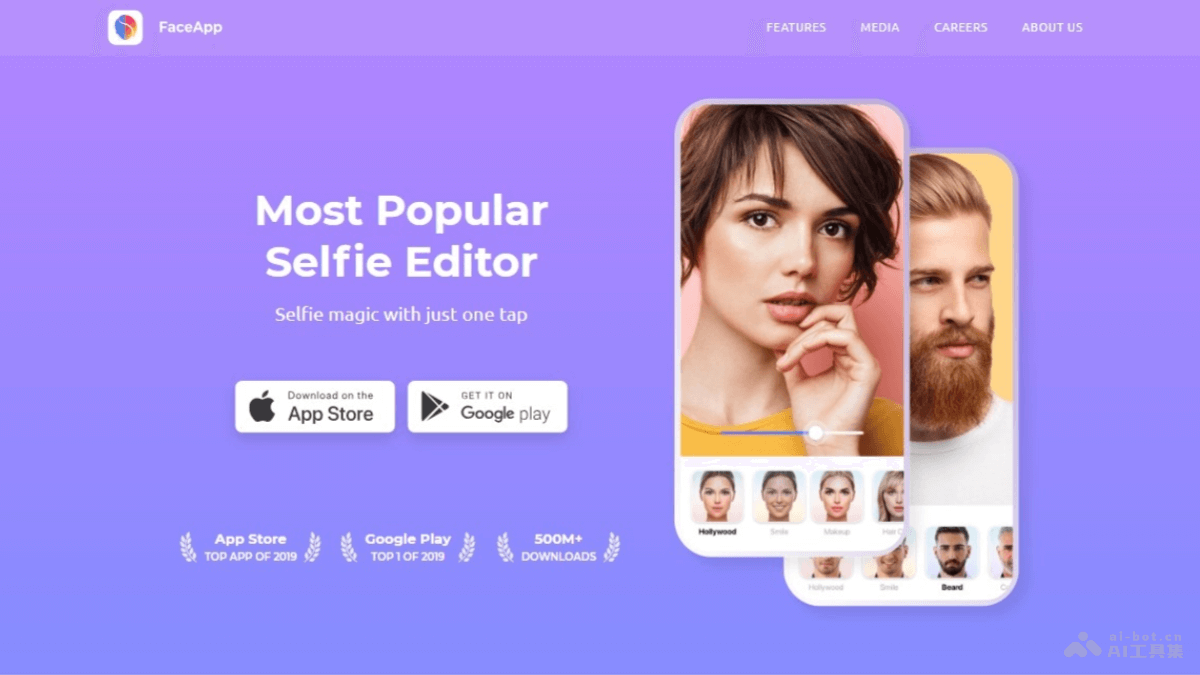 FaceApp
FEATURES
MEDIA
CAREERS
ABOUT US
Most Popular
Selfie Editor
Selfie magic with just one tap
Download on the
App Store
GET IT ON
Google play
App Store
TOP APP OF 2019
Google Play
TOP 1 OF 2019
500M+
DOWNLOADS
Hollywood
Smile
Makeup
Hair
Hollywood
Smile
Beard
ai-bot.cn
AI工具集